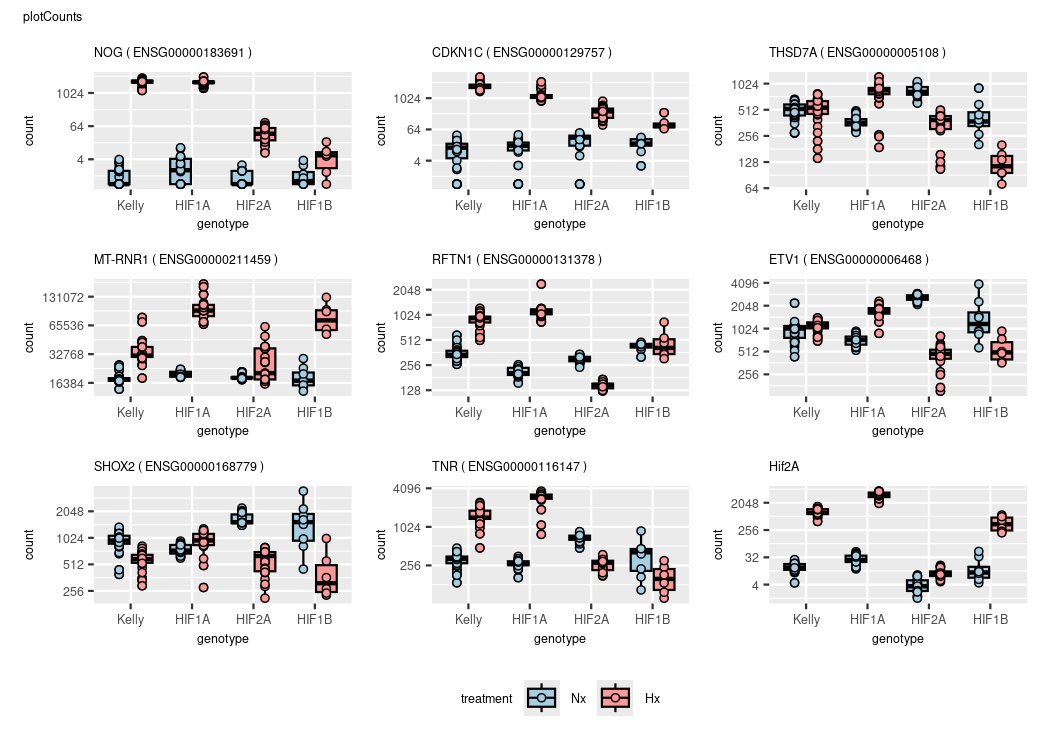 plotCounts
NOG ( ENSG00000183691 )
CDKN1C ( ENSG00000129757 )
THSD7A ( ENSG00000005108 )
count
1024
64
4
Kelly HIF1A HIF2A HIF1B
genotype
count
1024
64
4
Kelly HIF1A HIF2A HIF1B
genotype
count
1024
512
256
128
64
Kelly HIF1A HIF2A HIF1B
genotype
MT-RNR1 ( ENSG00000211459 )
RFTN1 ( ENSG00000131378 )
ETV1 ( ENSG00000006468 )
count
131072
65536
32768
16384
Kelly HIF1A HIF2A HIF1B
genotype
count
2048
1024
512
256
128
Kelly HIF1A HIF2A HIF1B
genotype
count
4096
2048
1024
512
256
Kelly HIF1A HIF2A HIF1B
genotype
SHOX2 ( ENSG00000168779 )
TNR ( ENSG00000116147 )
Hif2A
count
2048
1024
512
256
Kelly HIF1A HIF2A HIF1B
genotype
count
4096
1024
256
Kelly HIF1A HIF2A HIF1B
genotype
count
2048
256
32
4
Kelly HIF1A HIF2A HIF1B
genotype
treatment Nx Hx